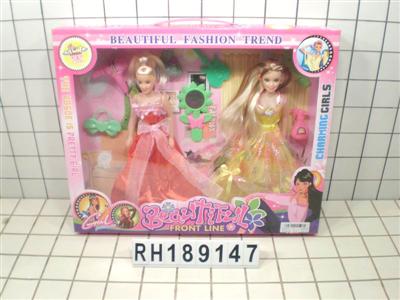 BEAUTIFUL FASHION TREND
CHARMING GIRLS
Beautiful
FRONT LINE
RH189147